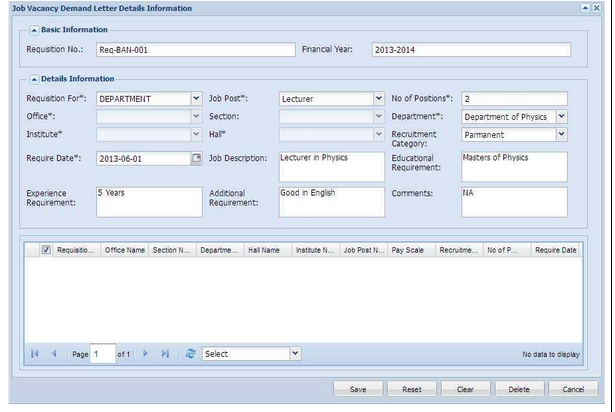 Job Vacancy Demand Letter Details Information
Basic Information
Requisition No.: Req-BAN-001 Financial Year: 2013-2014
Details Information
Requisition For*: DEPARTMENT Job Post*: Lecturer No of Positions*: 2
Office*: Section: Department*: Department of Physics
Institute* Hall* Recruitment Category: Parmanent
Require Date*: 2013-06-01 Job Description: Lecturer in Physics Educational Requirement: Masters of Physics
Experience Requirement: 5 Years Additional Requirement: Good in English Comments: NA
Requisitio... Office Name Section N... Departme... Hall Name Institute N... Job Post N... Pay Scale Recruitme... No of P... Require Date
Page 1 of 1 Select No data to display
Save Reset Clear Delete Cancel